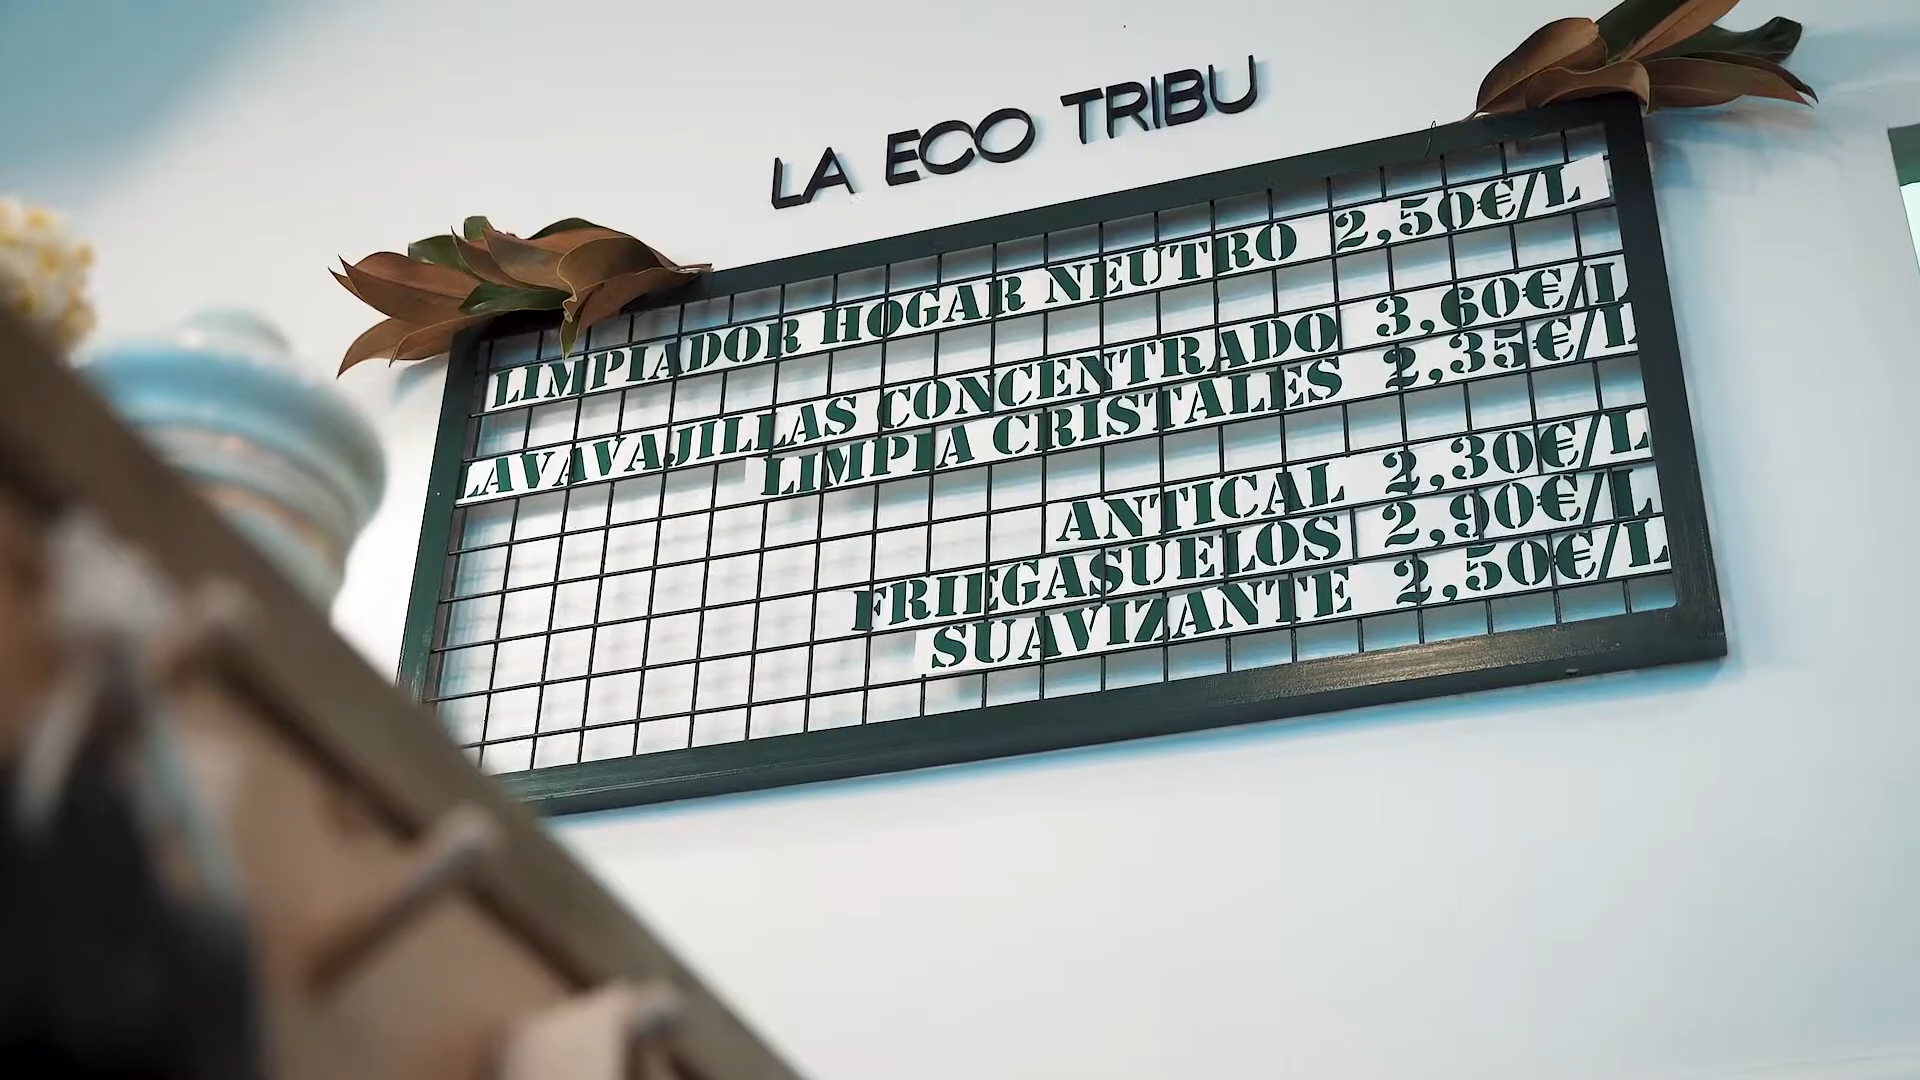 LA ECO TRIBU
LIMPIADOR HOGAR NEUTRO 2,50€/L
LAVAVAJILLAS CONCENTRADO 3,60€/L
LIMPIA CRISTALES 2,35€/L
ANTICAL 2,30€/L
FRIEGASUELOS 2,90€/L
SUAVIZANTE 2,50€/L